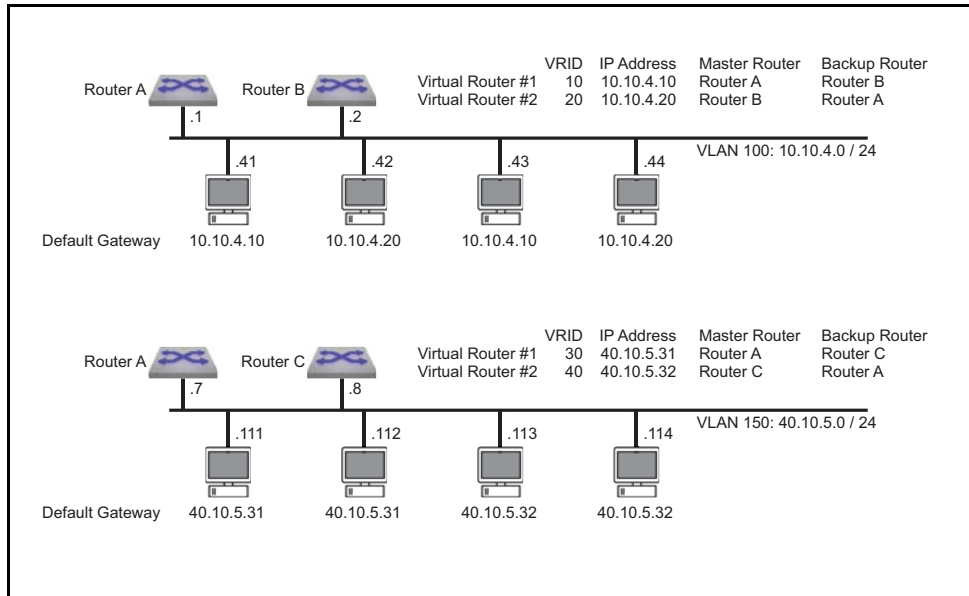 VRID IP Address Master Router Backup Router
Virtual Router #1 10 10.10.4.10 Router A Router B
Virtual Router #2 20 10.10.4.20 Router B Router A
Router A
Router B
.1
.2
VLAN 100: 10.10.4.0 / 24
.41
.42
.43
.44
Default Gateway 10.10.4.10 10.10.4.20 10.10.4.10 10.10.4.20
VRID IP Address Master Router Backup Router
Virtual Router #1 30 40.10.5.31 Router A Router C
Virtual Router #2 40 40.10.5.32 Router C Router A
Router A
Router C
.7
.8
VLAN 150: 40.10.5.0 / 24
.111
.112
.113
.114
Default Gateway 40.10.5.31 40.10.5.31 40.10.5.32 40.10.5.32